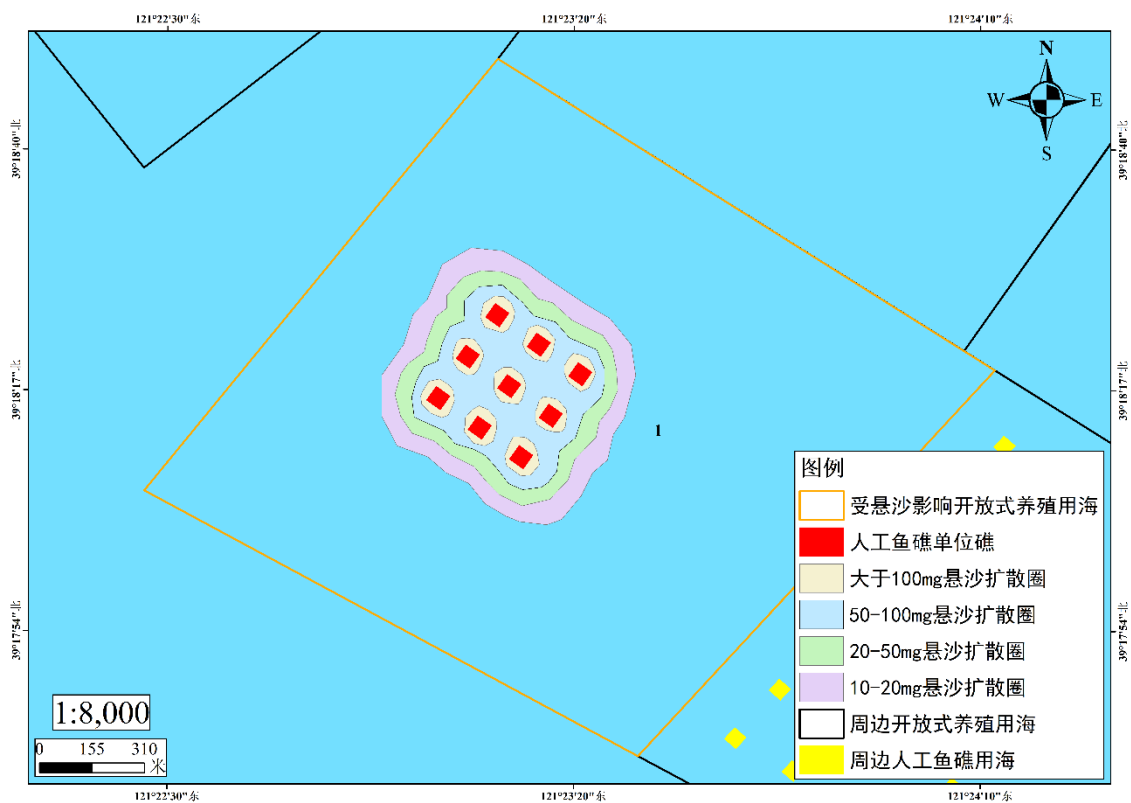 121°22'30"东 121°23'20"东 121°24'10"东
N
W E
S
39°18'40"北 39°18'40"北
39°18'17"北 39°18'17"北
1
39°17'54"北 39°17'54"北
图例
受悬沙影响开放式养殖用海
人工鱼礁单位礁
大于100mg悬沙扩散圈
50-100mg悬沙扩散圈
20-50mg悬沙扩散圈
10-20mg悬沙扩散圈
周边开放式养殖用海
周边人工鱼礁用海
1:8,000
0 155 310
米
121°22'30"东 121°23'20"东 121°24'10"东